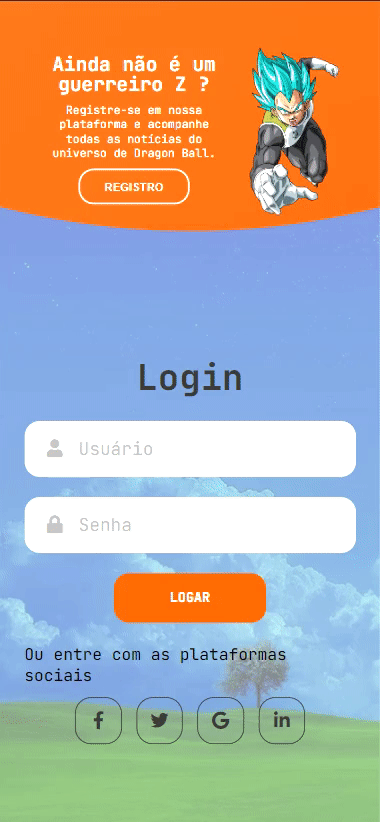 Ainda não é um
guerreiro Z ?
Registre-se em nossa
plataforma e acompanhe
todas as notícias do
universo de Dragon Ball.
REGISTRO
Login
Usuário
Senha
LOGAR
Ou entre com as plataformas
sociais